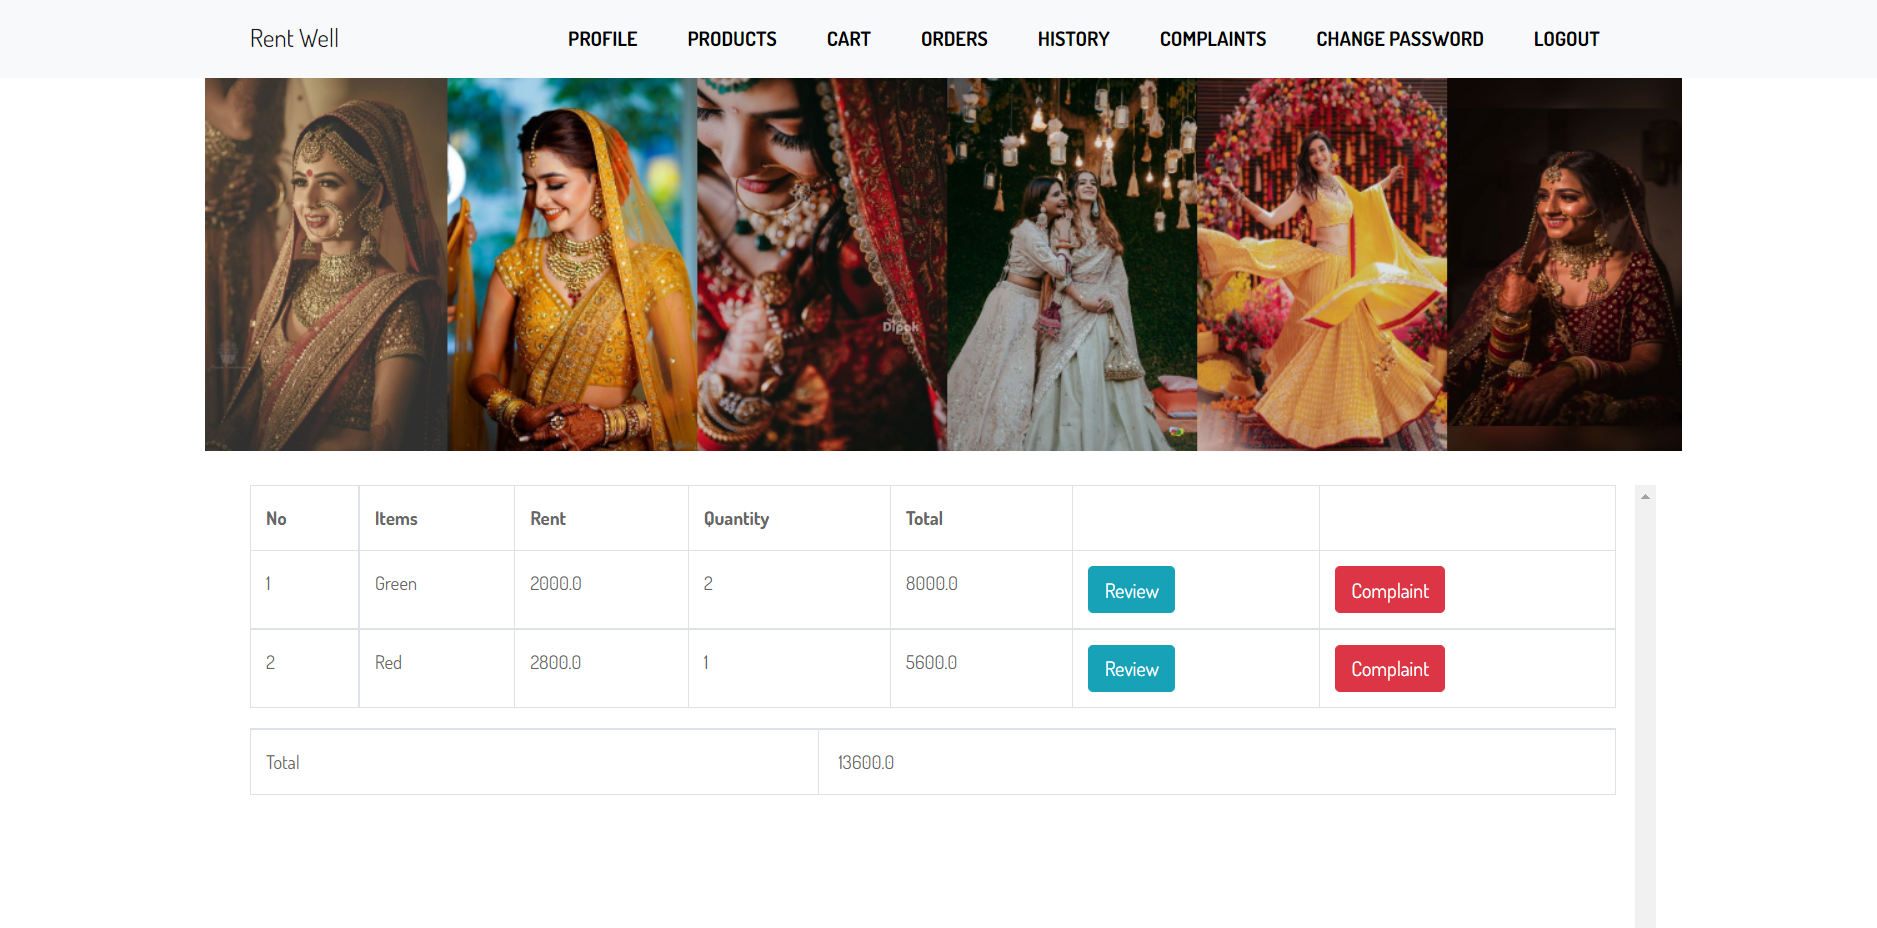 Rent Well PROFILE PRODUCTS CART ORDERS HISTORY COMPLAINTS CHANGE PASSWORD LOGOUT
Dipak
No Items Rent Quantity Total
1 Green 2000.0 2 8000.0 Review Complaint
2 Red 2800.0 1 5600.0 Review Complaint
Total 13600.0